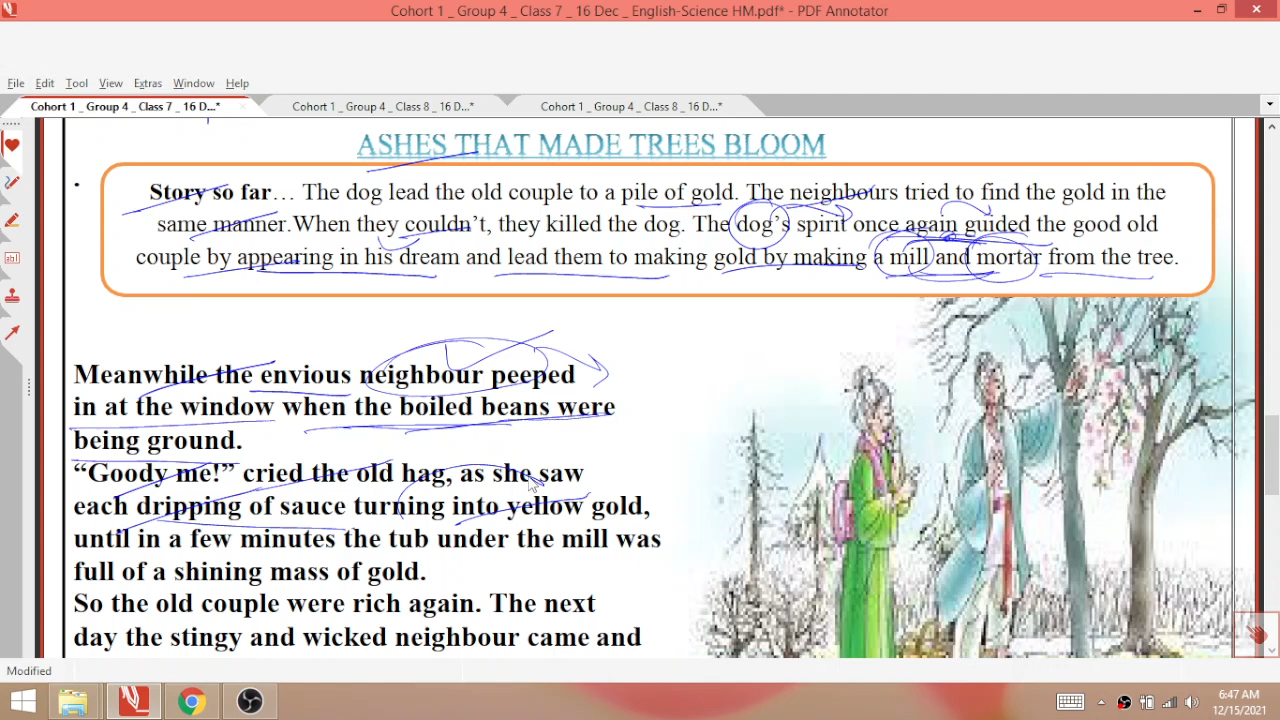 Cohort 1 _ Group 4 _ Class 7 _ 16 Dec _ English-Science HM.pdf* - PDF Annotator
File Edit Tool View Extras Window Help
Cohort 1 _ Group 4 _ Class 7 _ 16 D...* Cohort 1 _ Group 4 _ Class 8 _ 16 D...* Cohort 1 _ Group 4 _ Class 8 _ 16 D...*
ASHES THAT MADE TREES BLOOM
Story so far... The dog lead the old couple to a pile of gold. The neighbours tried to find the gold in the
same manner.When they couldn't, they killed the dog. The dog's spirit once again guided the good old
couple by appearing in his dream and lead them to making gold by making a mill and mortar from the tree.
Meanwhile the envious neighbour peeped
in at the window when the boiled beans were
being ground.
“Goody me!” cried the old hag, as she saw
each dripping of sauce turning into yellow gold,
until in a few minutes the tub under the mill was
full of a shining mass of gold.
So the old couple were rich again. The next
day the stingy and wicked neighbour came and
Modified
6:47 AM
12/15/2021